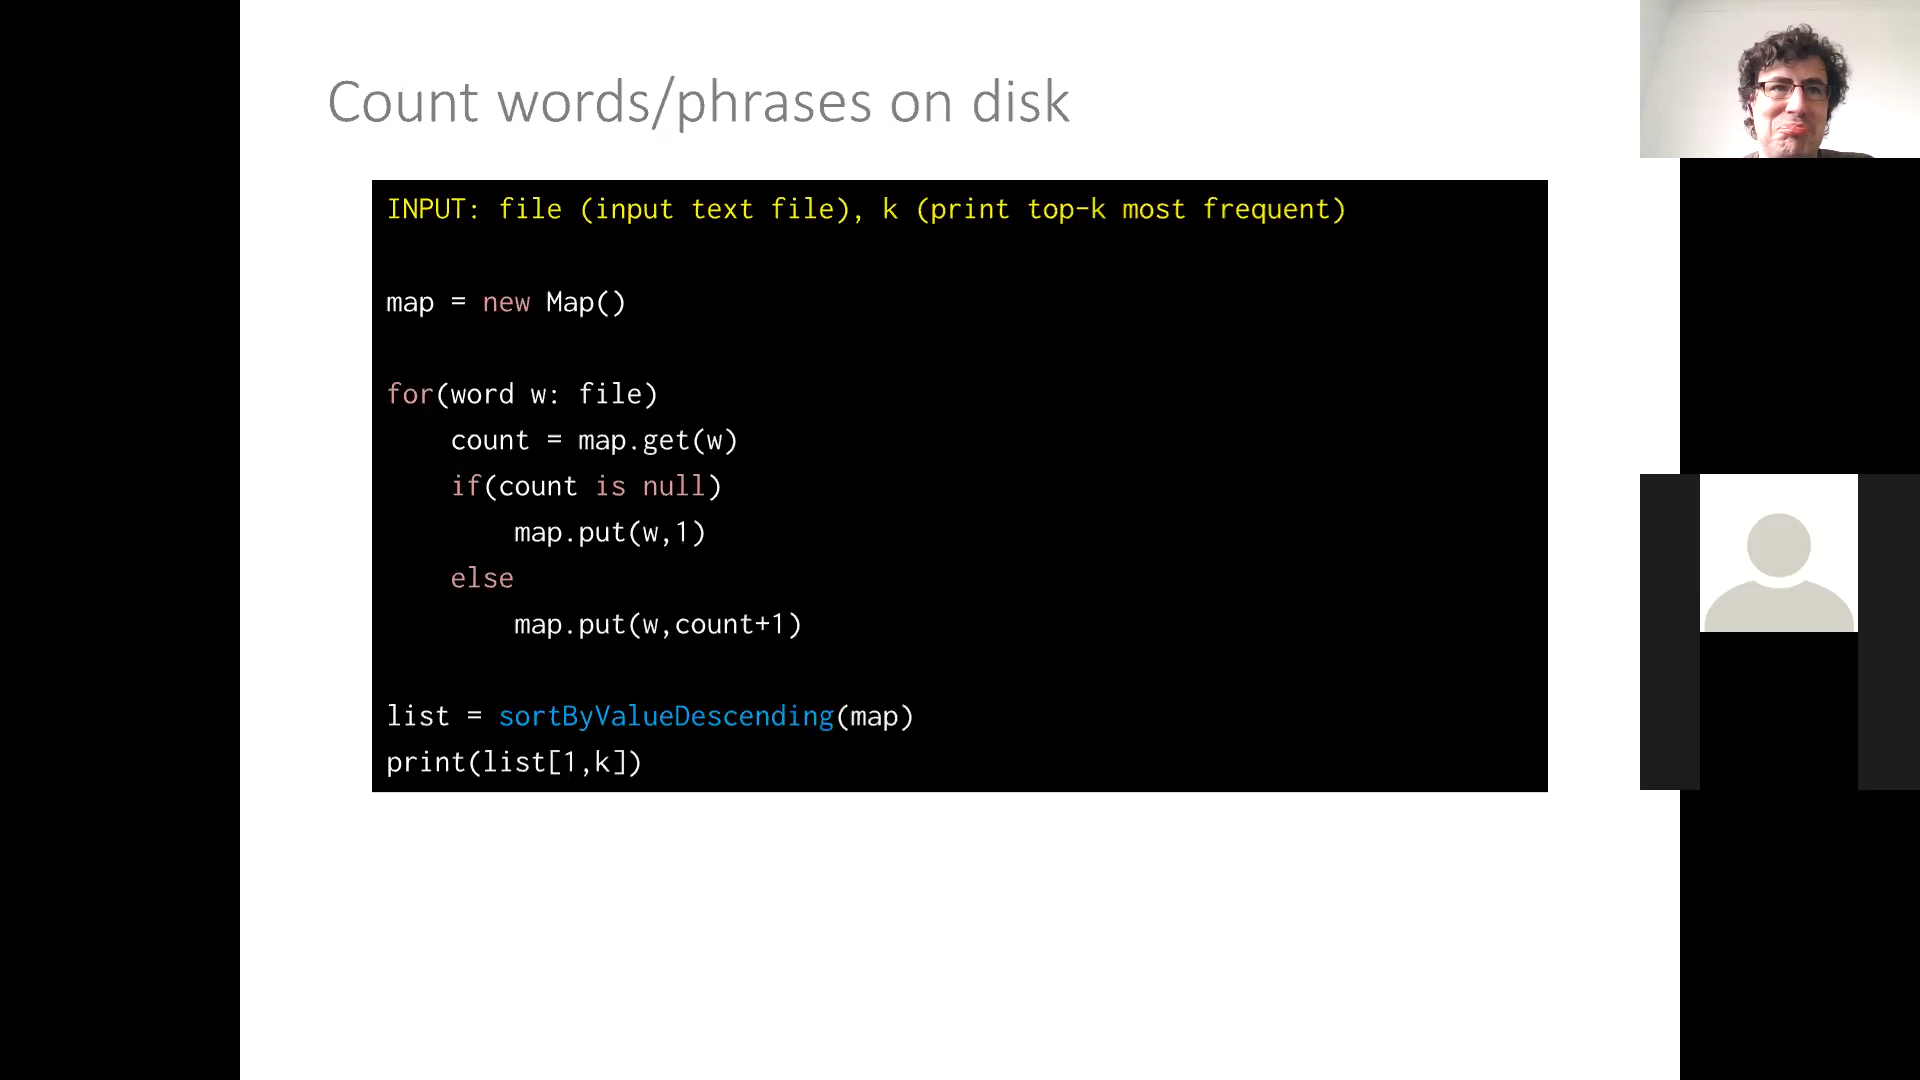 Count words/phrases on disk
INPUT: file (input text file), k (print top-k most frequent)
map = new Map()
for(word w: file)
    count = map.get(w)
    if(count is null)
        map.put(w,1)
    else
        map.put(w,count+1)
list = sortByValueDescending(map)
print(list[1,k])